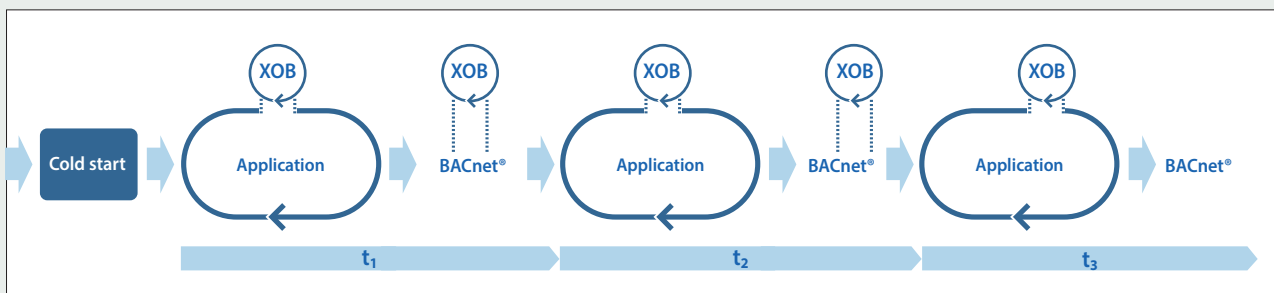 XOB
XOB
XOB
XOB
XOB
Cold start
Application
BACnet®
Application
BACnet®
Application
BACnet®
t₁
t₂
t₃